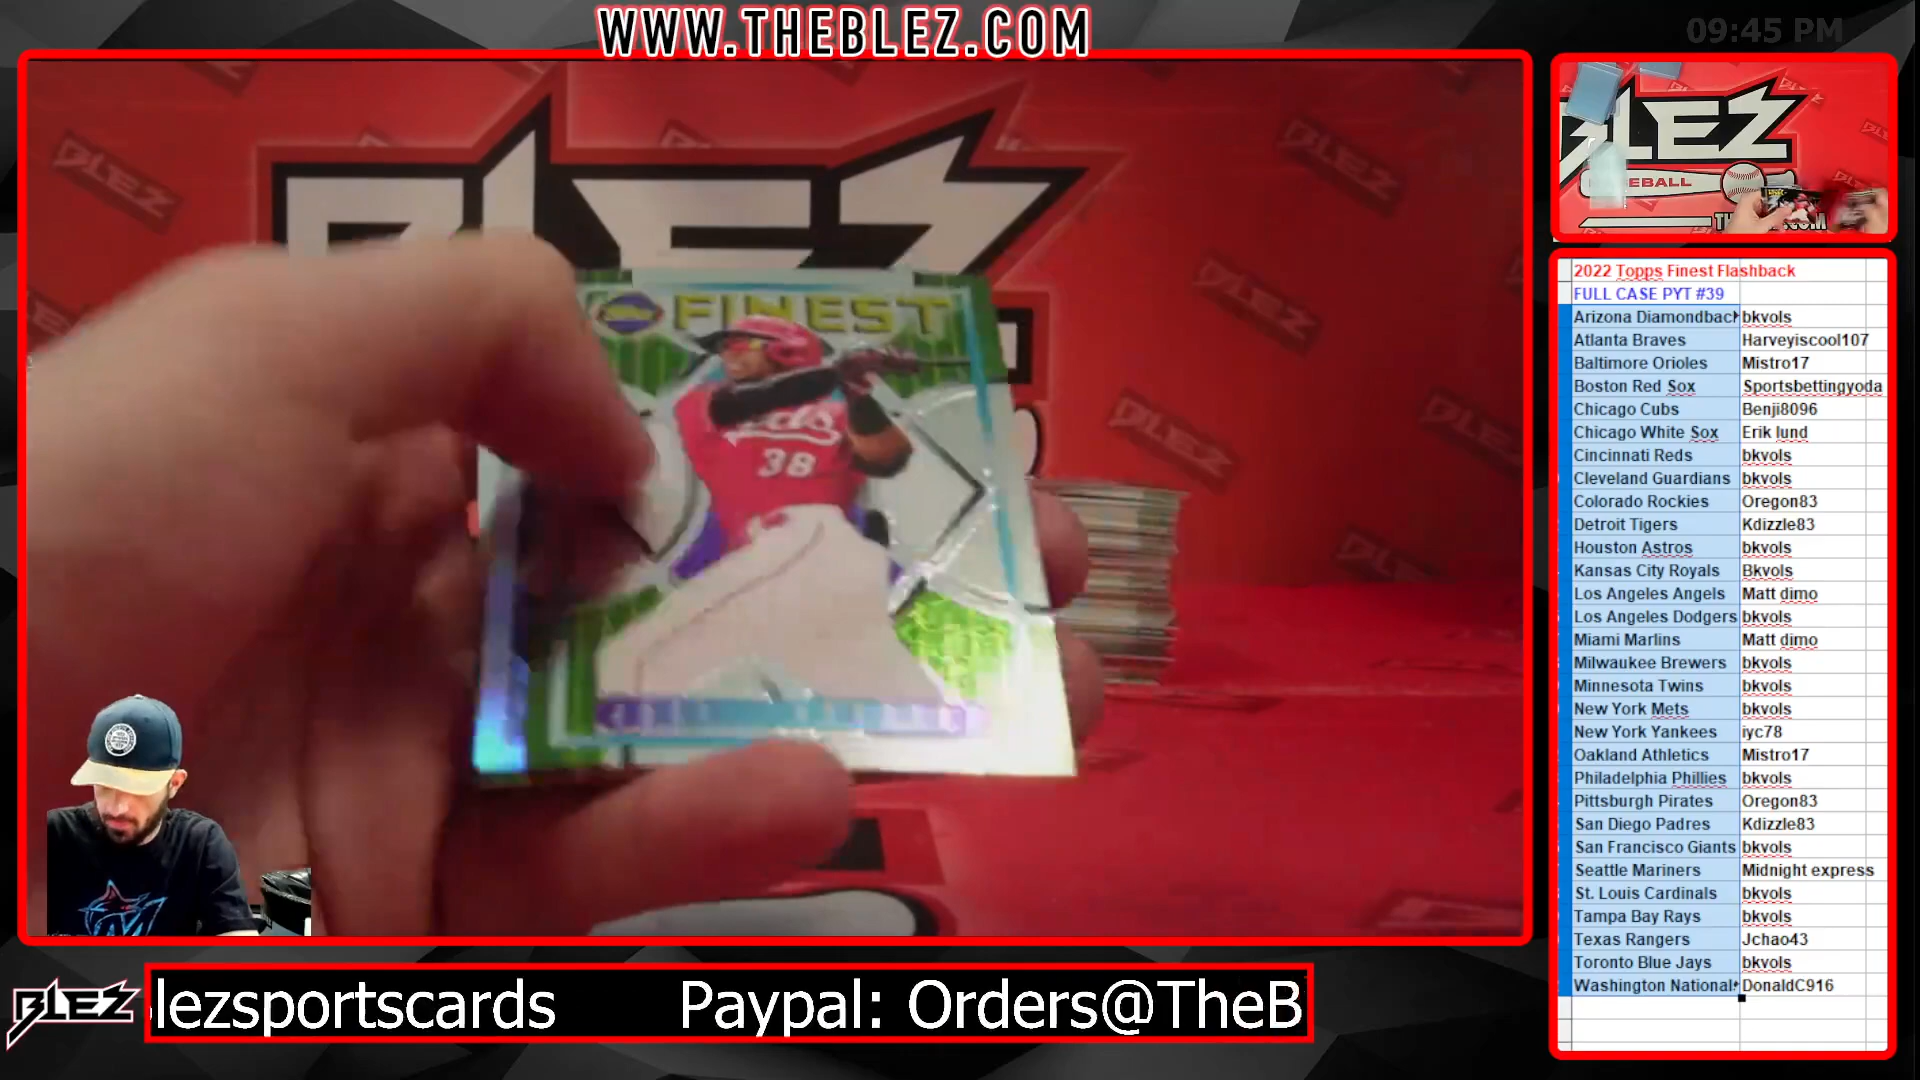 WWW.THEBLEZ.COM
09:45 PM
BLEZ
FINEST
Reds
38
BLEZ
EBALL
2022 Topps Finest Flashback
FULL CASE PYT #39
Arizona Diamondback bkvols
Atlanta Braves Harveyiscool107
Baltimore Orioles Mistro17
Boston Red Sox Sportsbettingyoda
Chicago Cubs Benji8096
Chicago White Sox Erik lund
Cincinnati Reds bkvols
Cleveland Guardians bkvols
Colorado Rockies Oregon83
Detroit Tigers Kdizzle83
Houston Astros bkvols
Kansas City Royals Bkvols
Los Angeles Angels Matt dimo
Los Angeles Dodgers bkvols
Miami Marlins Matt dimo
Milwaukee Brewers bkvols
Minnesota Twins bkvols
New York Mets bkvols
New York Yankees iyc78
Oakland Athletics Mistro17
Philadelphia Phillies bkvols
Pittsburgh Pirates Oregon83
San Diego Padres Kdizzle83
San Francisco Giants bkvols
Seattle Mariners Midnight express
St. Louis Cardinals bkvols
Tampa Bay Rays bkvols
Texas Rangers Jchao43
Toronto Blue Jays bkvols
Washington National DonaldC916
BLEZ
lezsportscards Paypal: Orders@TheB